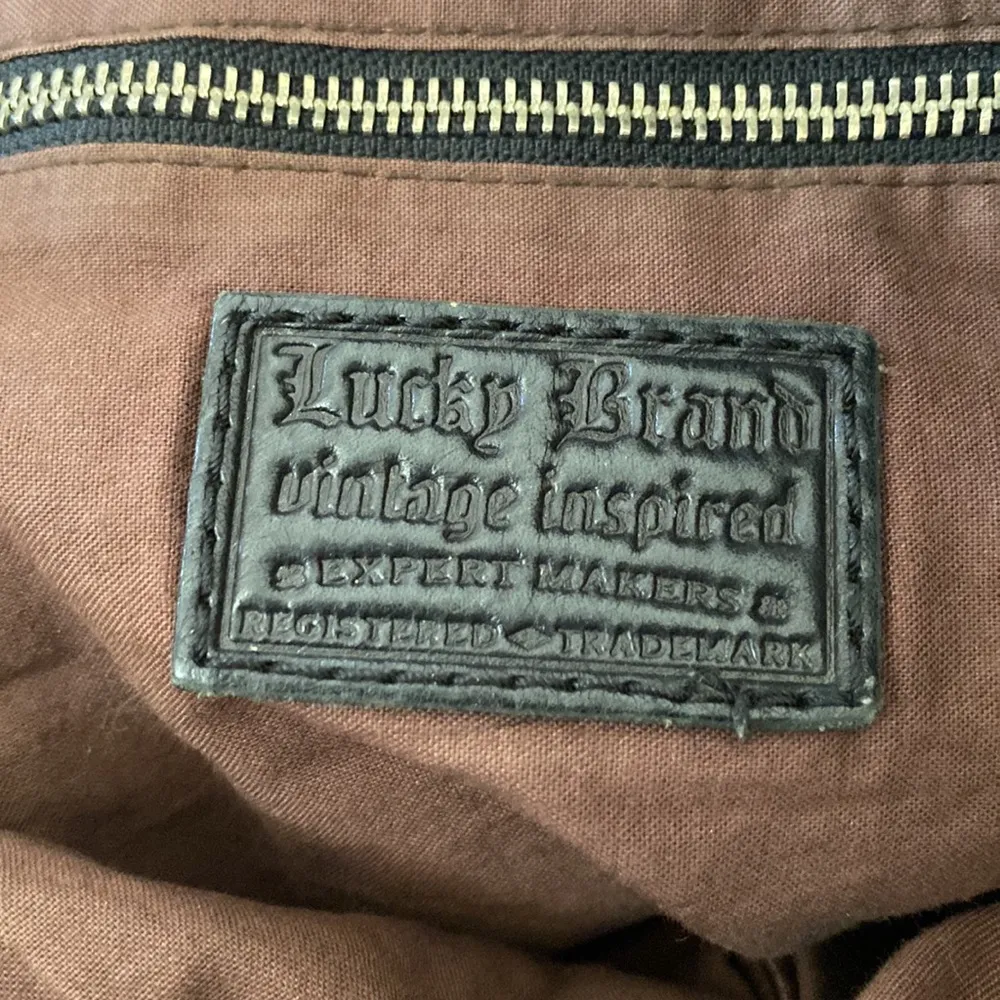 Lucky Brand
vintage inspired
EXPERT MAKERS
REGISTERED TRADEMARK